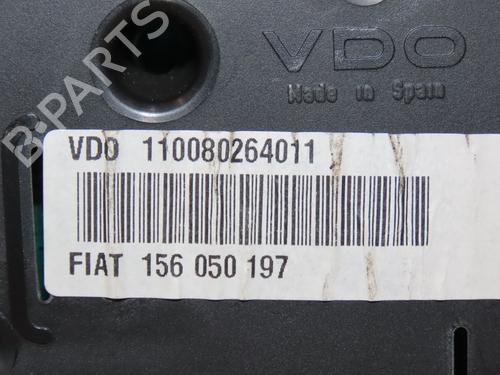 VDO
Made in Spain
B-PARTS
VDO 110080264011
FIAT 156 050 197